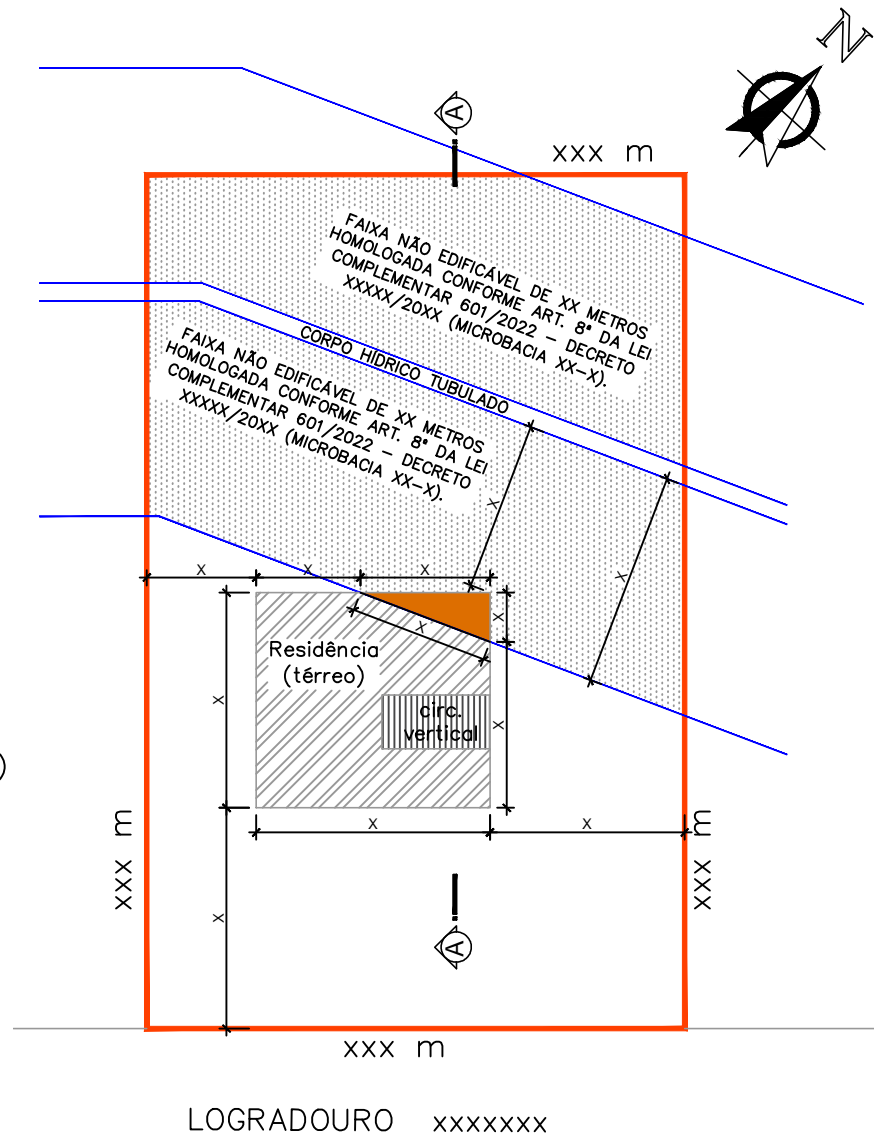 N
A
xxx m
FAIXA NÃO EDIFICÁVEL DE XX METROS
HOMOLOGADA CONFORME ART. 8° DA LEI
COMPLEMENTAR 601/2022 – DECRETO
XXXXX/20XX (MICROBACIA XX–X).
CORPO HÍDRICO TUBULADO
FAIXA NÃO EDIFICÁVEL DE XX METROS
HOMOLOGADA CONFORME ART. 8° DA LEI
COMPLEMENTAR 601/2022 – DECRETO
XXXXX/20XX (MICROBACIA XX–X).
x
x
x
x
x
x
x
Residência
(térreo)
x
circ.
vertical
x
x
x
xxx m
xxx m
x
A
xxx m
LOGRADOURO xxxxxxx